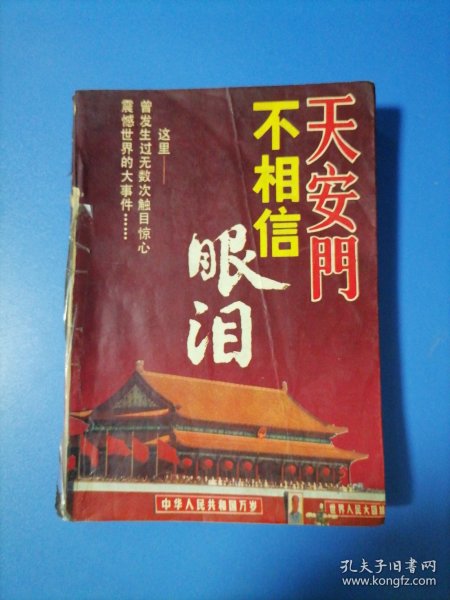 天安門
不相信
眼泪
这里——
曾发生过无数次触目惊心
震憾世界的大事件……
中华人民共和国万岁
世界人民大团结
孔夫子旧书网
www.kongfz.com